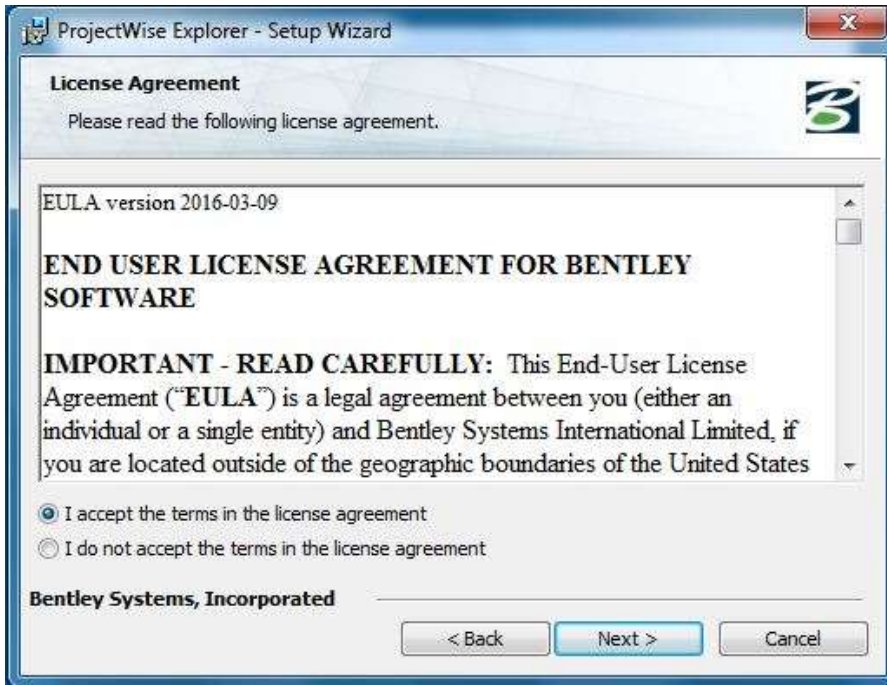 ProjectWise Explorer - Setup Wizard
License Agreement
Please read the following license agreement.
EULA version 2016-03-09
END USER LICENSE AGREEMENT FOR BENTLEY
SOFTWARE
IMPORTANT - READ CAREFULLY:  This End-User License
Agreement (“EULA”) is a legal agreement between you (either an
individual or a single entity) and Bentley Systems International Limited, if
you are located outside of the geographic boundaries of the United States
I accept the terms in the license agreement
I do not accept the terms in the license agreement
Bentley Systems, Incorporated
< Back Next > Cancel